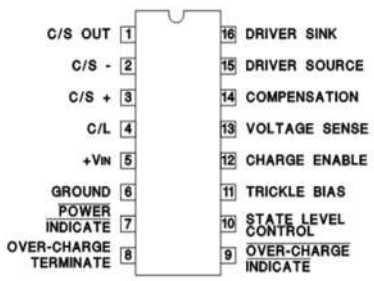 C/S OUT 1 16 DRIVER SINK
C/S - 2 15 DRIVER SOURCE
C/S + 3 14 COMPENSATION
C/L 4 13 VOLTAGE SENSE
+VIN 5 12 CHARGE ENABLE
GROUND 6 11 TRICKLE BIAS
POWER
INDICATE 7 10 STATE LEVEL
CONTROL
OVER-CHARGE
TERMINATE 8 9 OVER-CHARGE
INDICATE